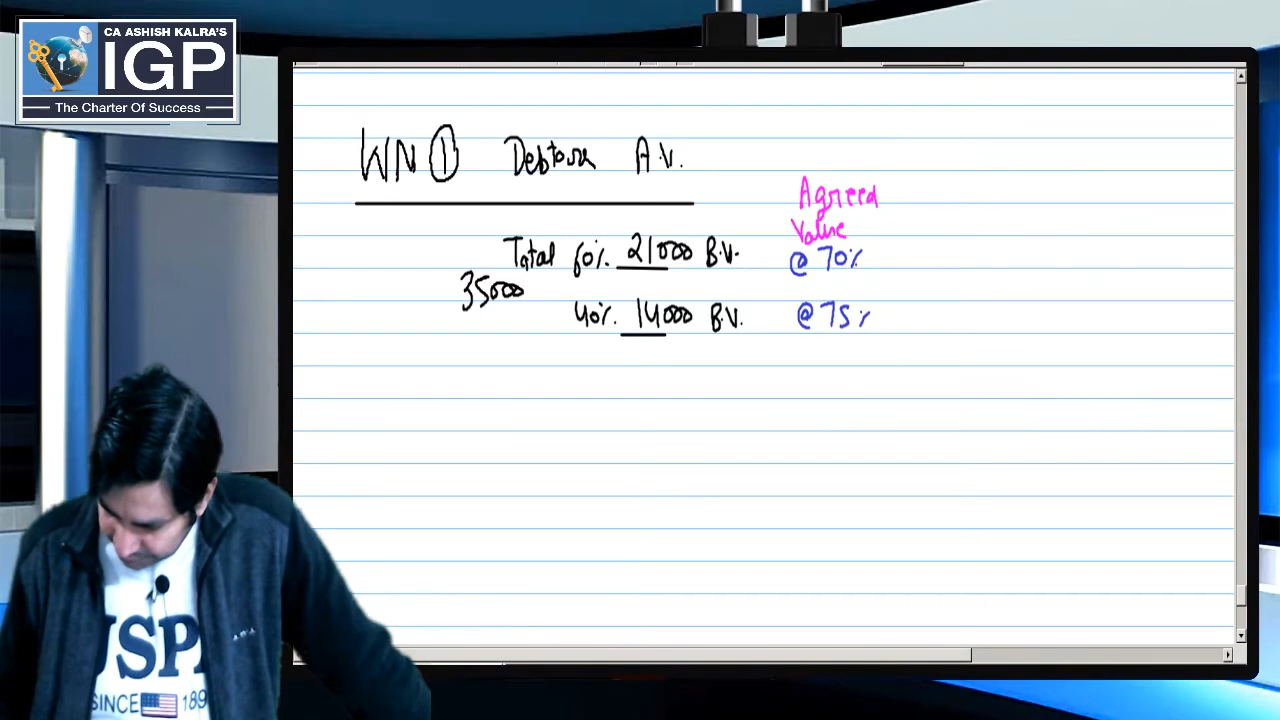 CA ASHISH KALRA'S
IGP
The Charter Of Success
WN ① Debtors A.V.
Agreed
Value
Total 60% 21000 B.V. @ 70%
35000
40% 14000 B.V. @ 75%
USPA
SINCE 189